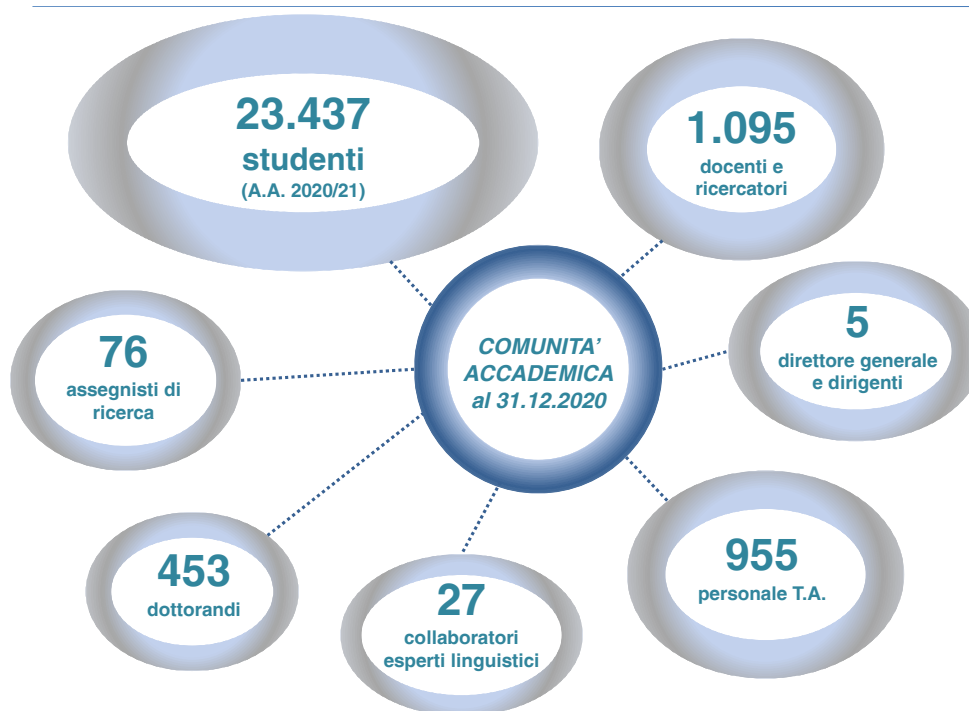 23.437
studenti
(A.A. 2020/21)
1.095
docenti e
ricercatori
COMUNITA’
ACCADEMICA
al 31.12.2020
5
direttore generale
e dirigenti
76
assegnisti di
ricerca
453
dottorandi
27
collaboratori
esperti linguistici
955
personale T.A.